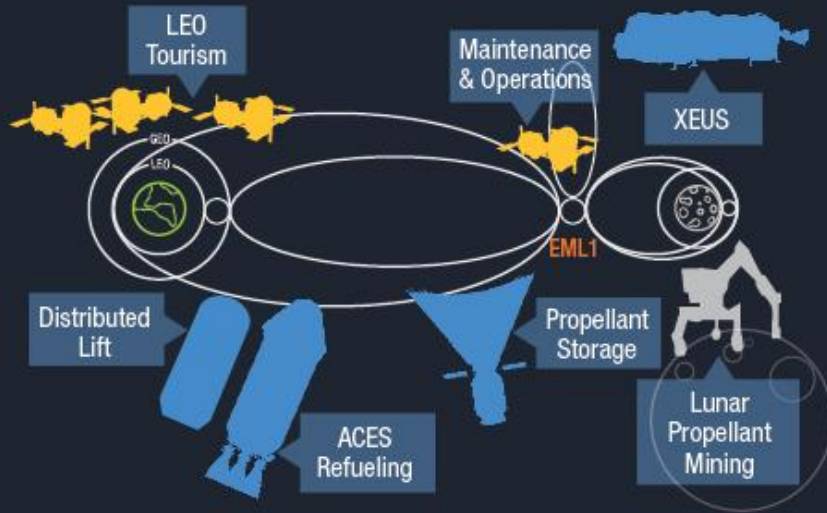 LEO
Tourism
Maintenance
& Operations
XEUS
GEO
LEO
EML1
Distributed
Lift
Propellant
Storage
ACES
Refueling
Lunar
Propellant
Mining